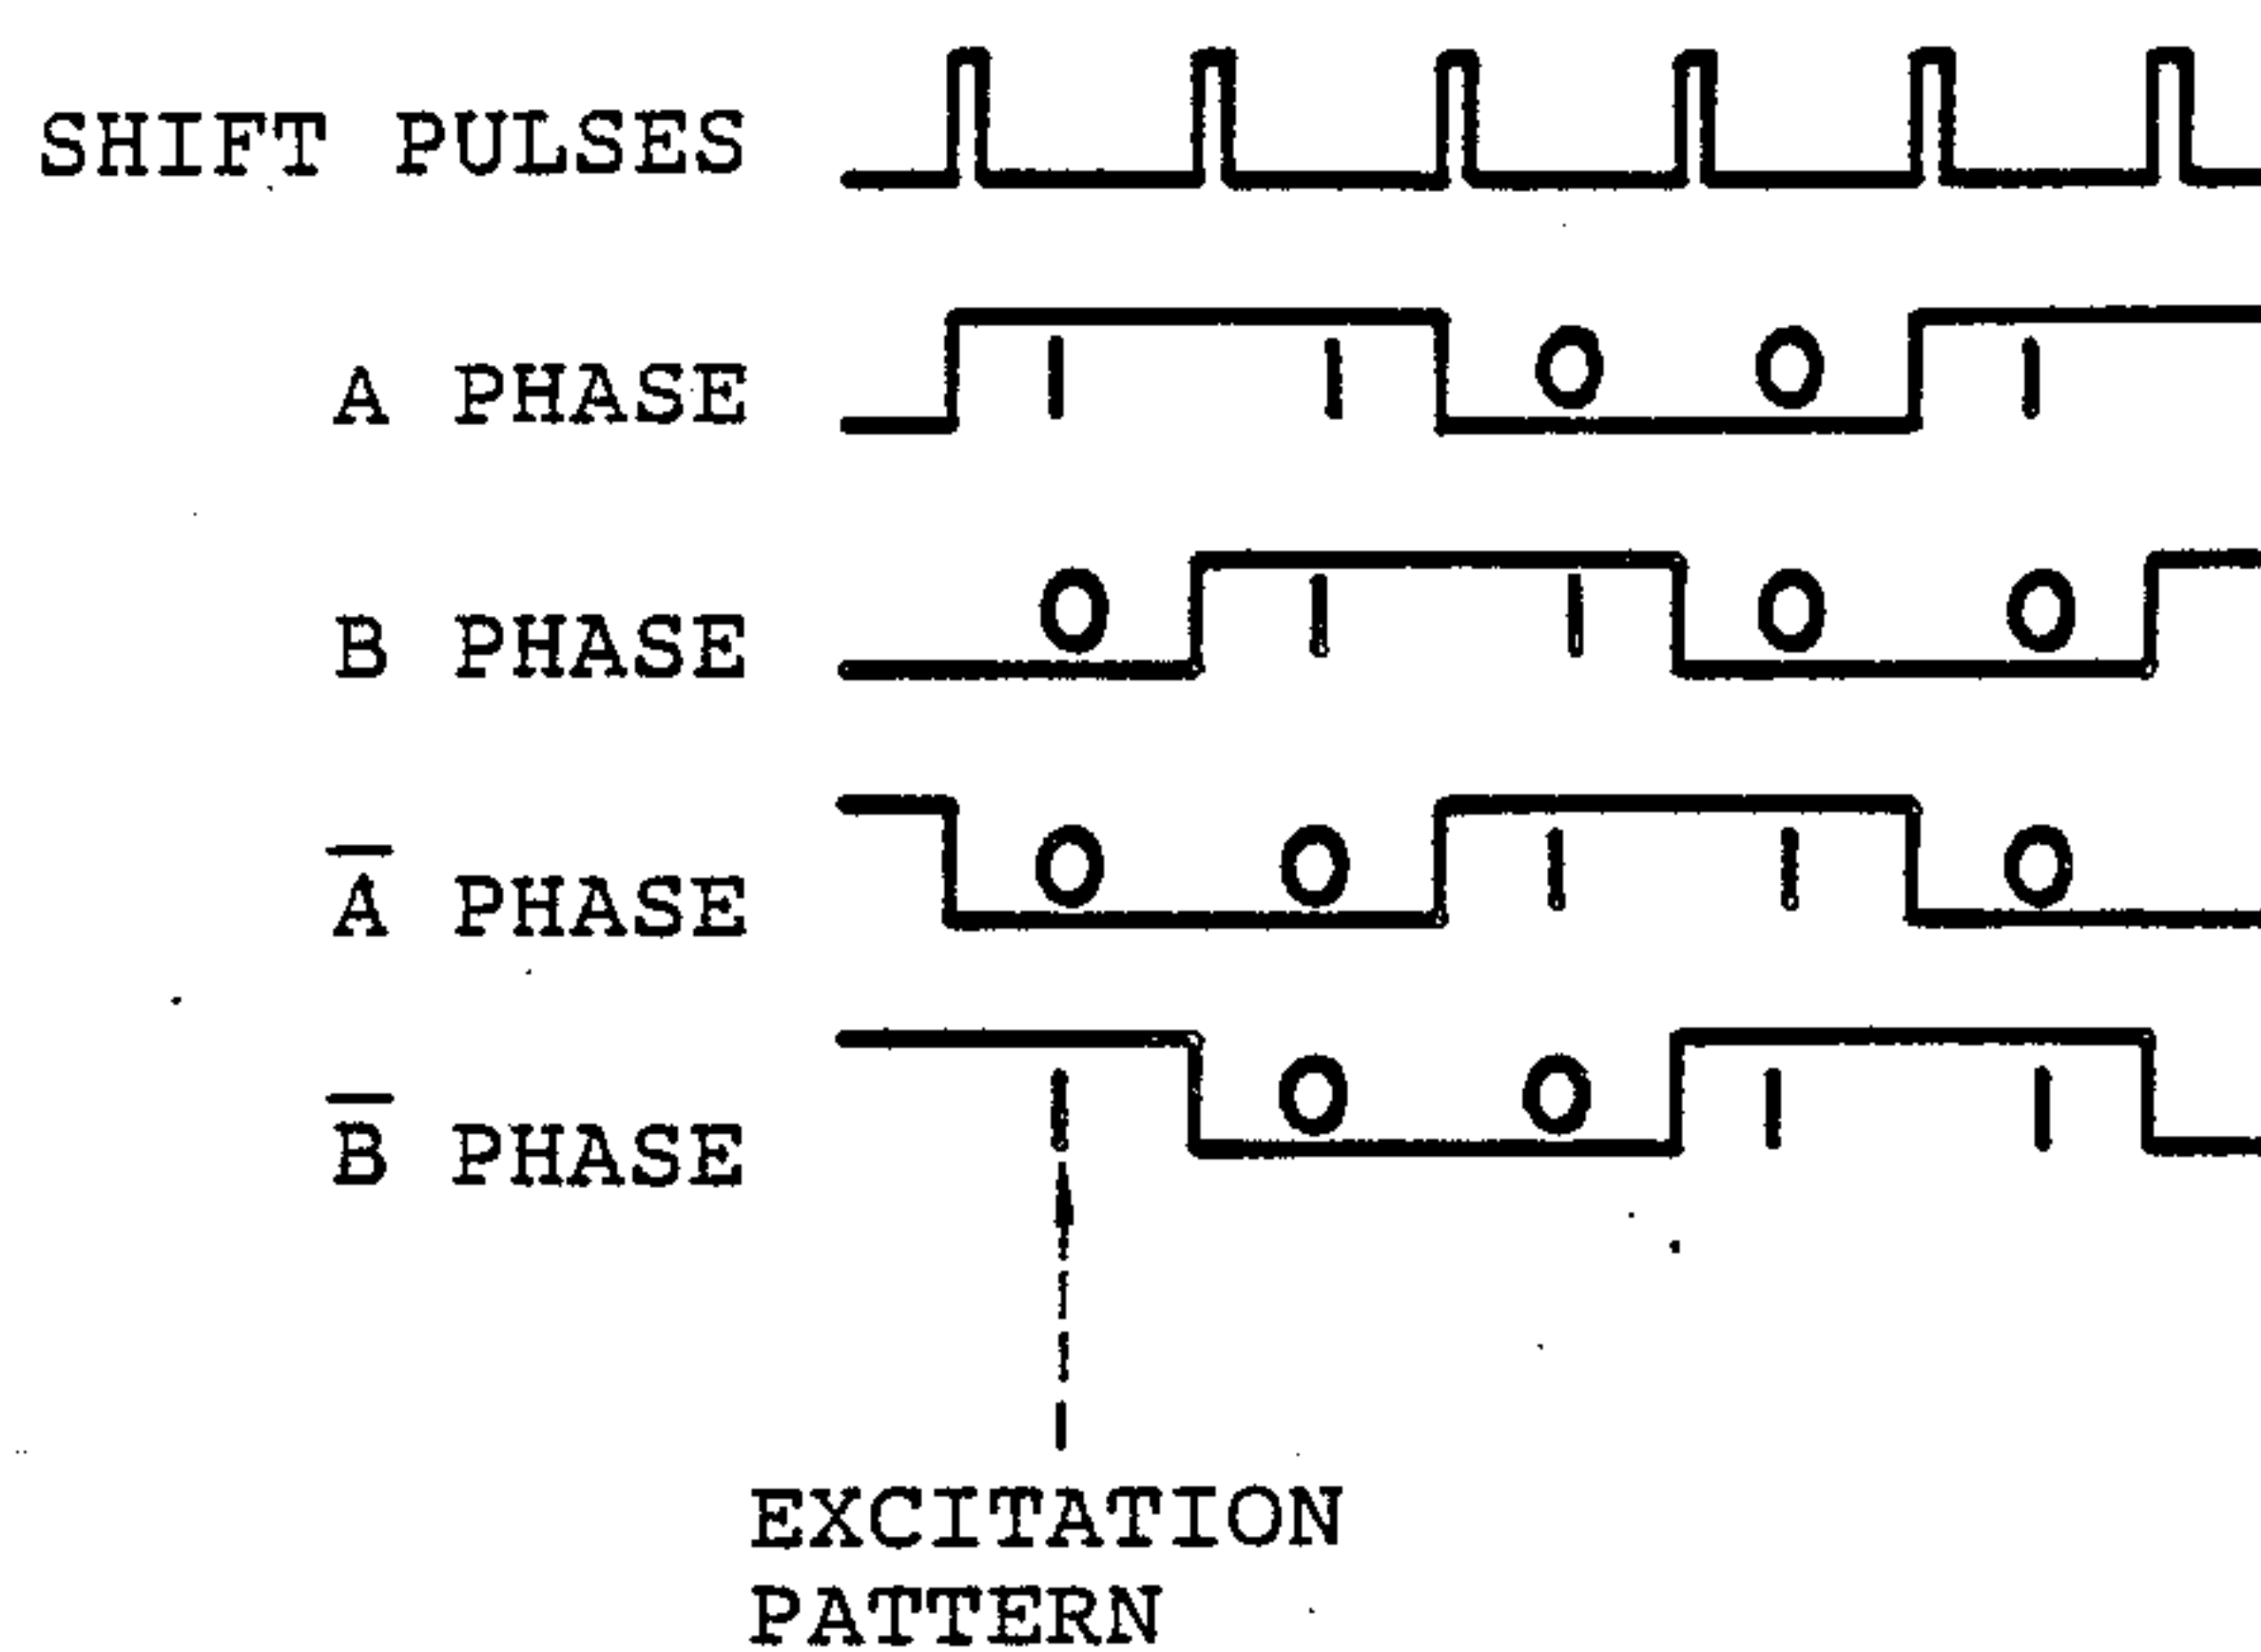 SHIFT PULSES
A PHASE 1 1 0 0 1
B PHASE 0 1 1 0 0
A̅ PHASE 0 0 1 1 0
B̅ PHASE 1 0 0 1 1
EXCITATION
PATTERN